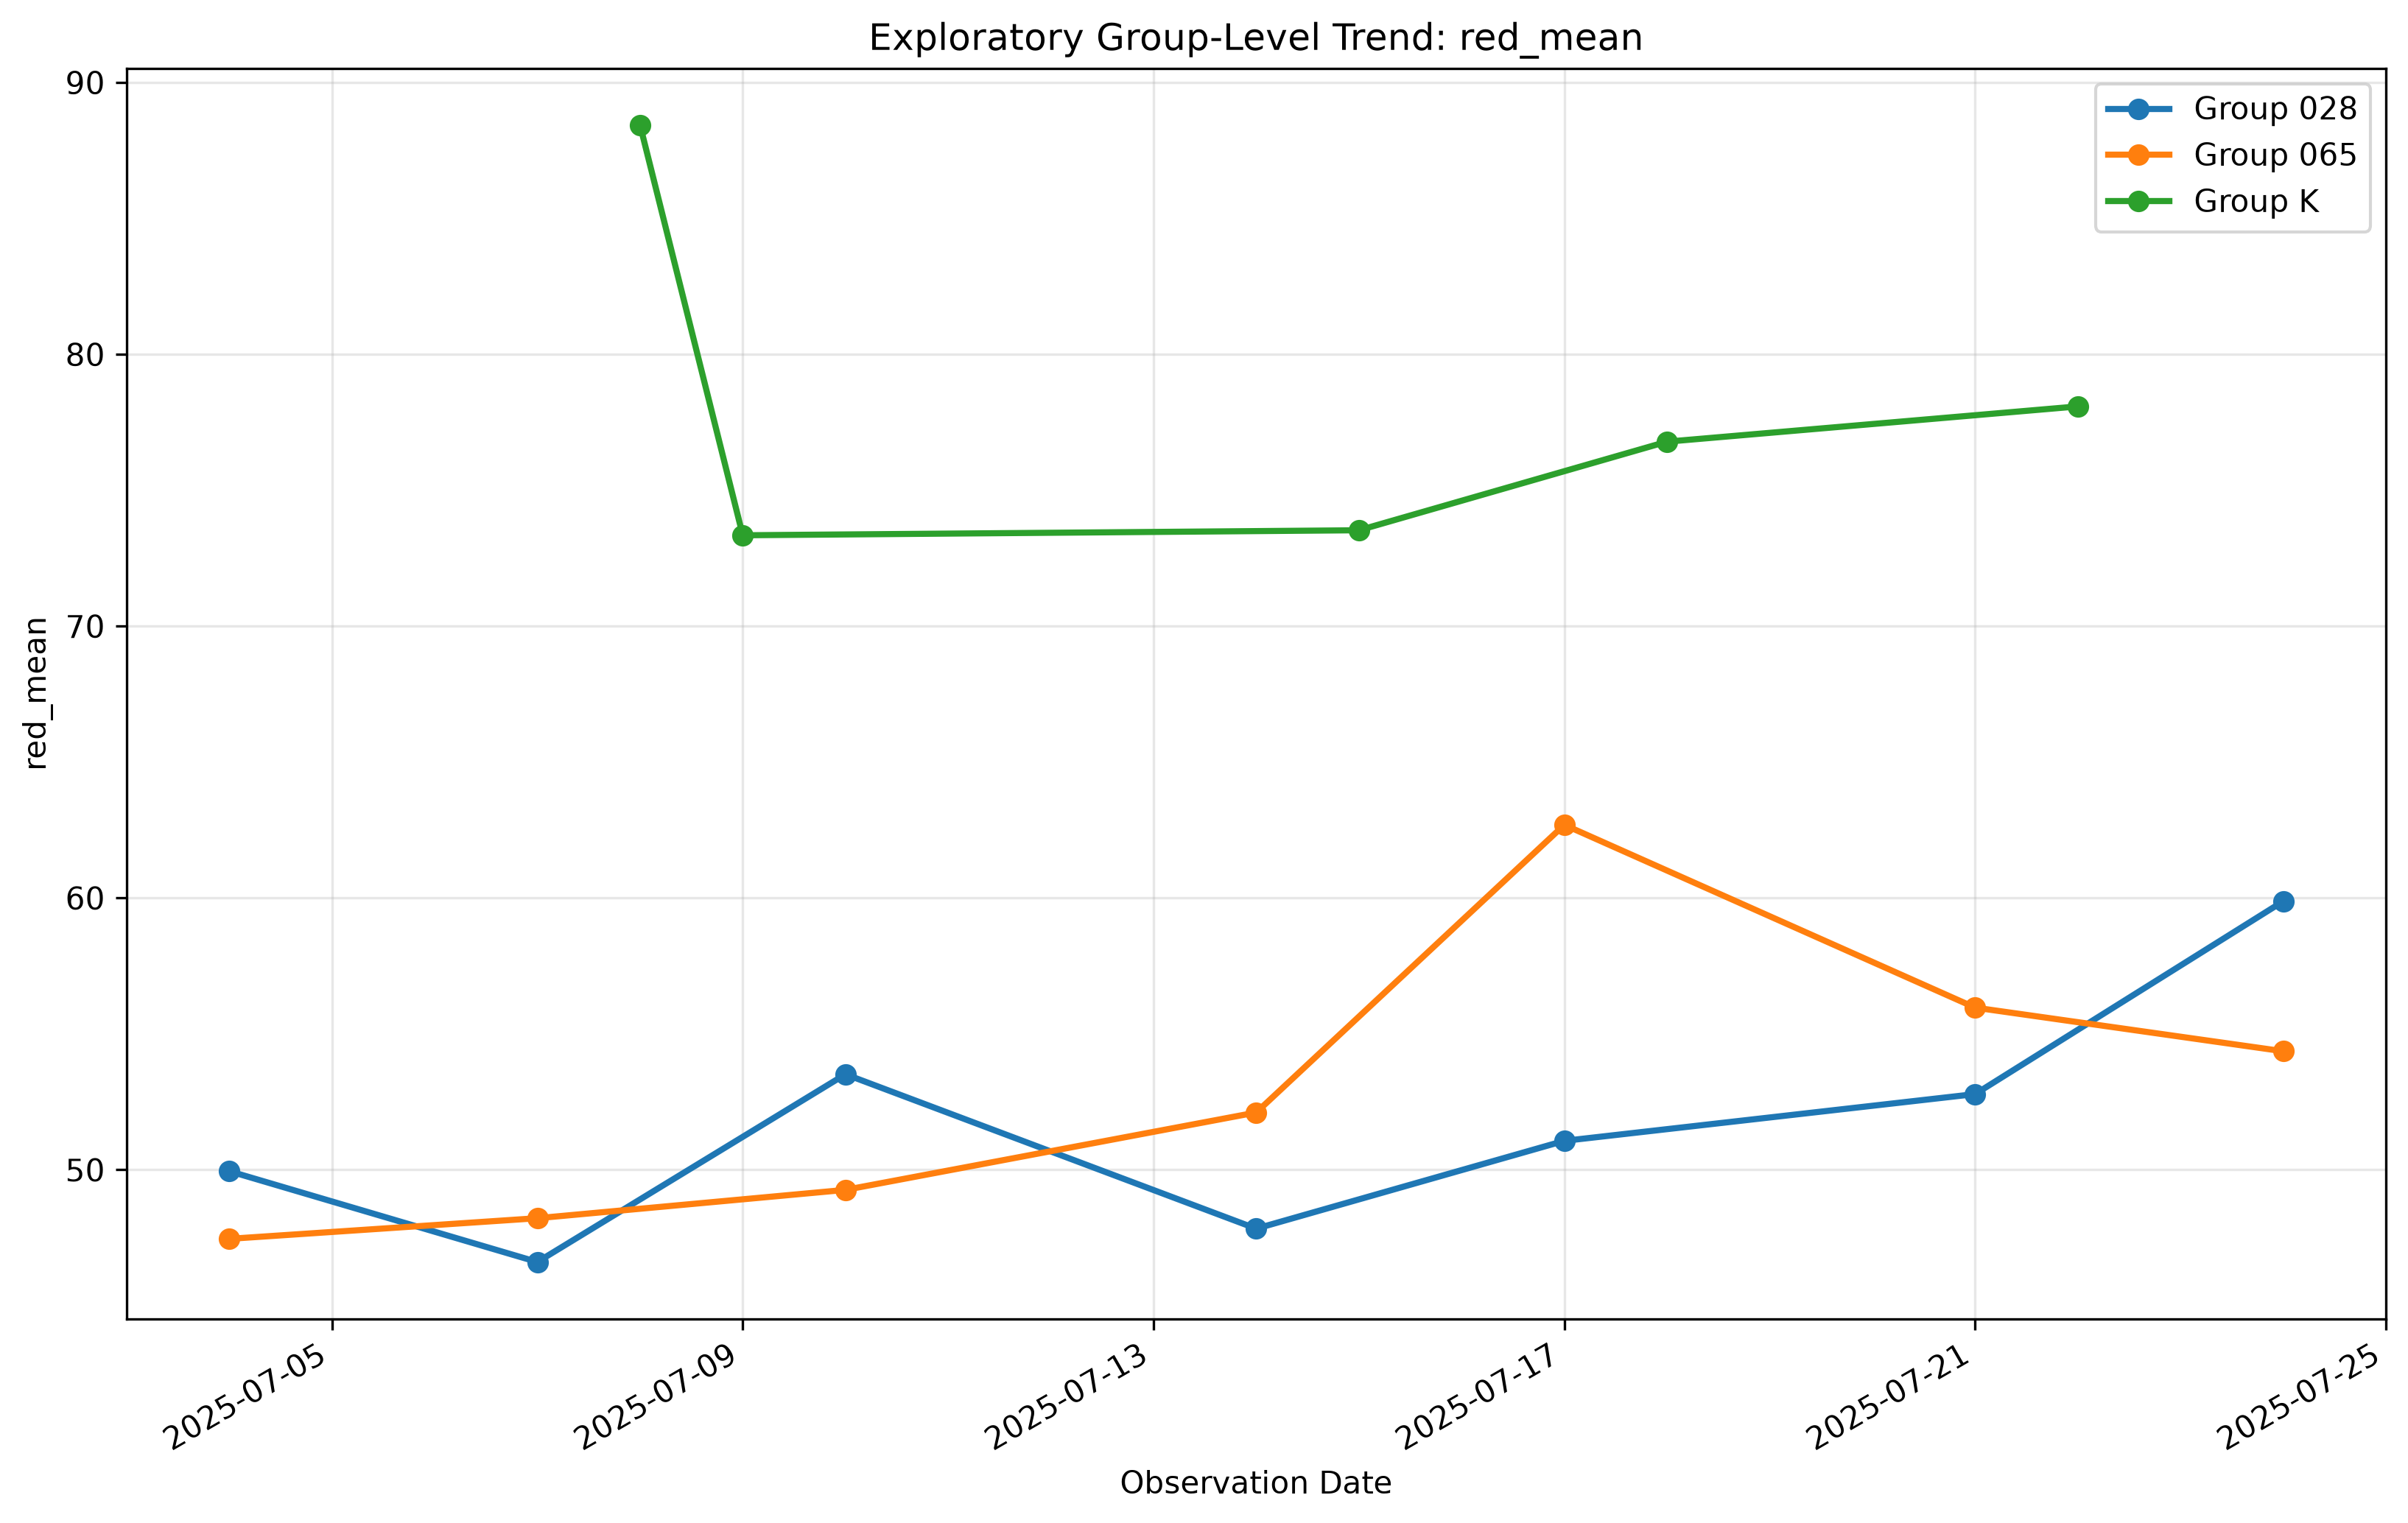 Exploratory Group-Level Trend: red_mean
Group 028
Group 065
Group K
90
80
70
60
50
red_mean
2025-07-05
2025-07-09
2025-07-13
2025-07-17
2025-07-21
2025-07-25
Observation Date